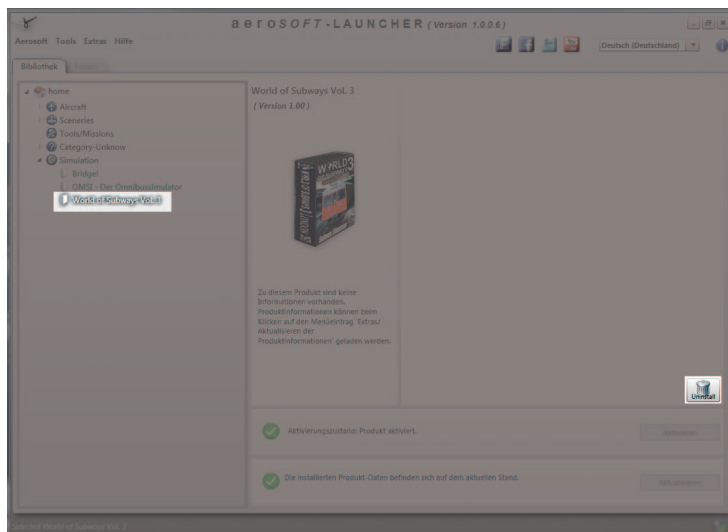 aeroSOFT-LAUNCHER (Version 1.0.0.6)
Aerosoft Tools Extras Hilfe
Deutsch (Deutschland)
Bibliothek
home
Aircraft
Sceneries
Tools/Missions
Category-Unknow
Simulation
Bridge!
OMSI - Der Omnibussimulator
World of Subways Vol. 3
World of Subways Vol. 3
( Version 1.00 )
WORLD 3
Zu diesem Produkt sind keine
Informationen vorhanden.
Produktinformationen können beim
Klicken auf den Menüeintrag 'Extras/
Aktualisieren der
Produktinformationen' geladen werden.
Uninstall
Aktivierungszustand: Produkt aktiviert.
Aktivieren
Die installierten Produkt-Daten befinden sich auf dem aktuellen Stand.
Aktualisieren
Selected World of Subways Vol. 3